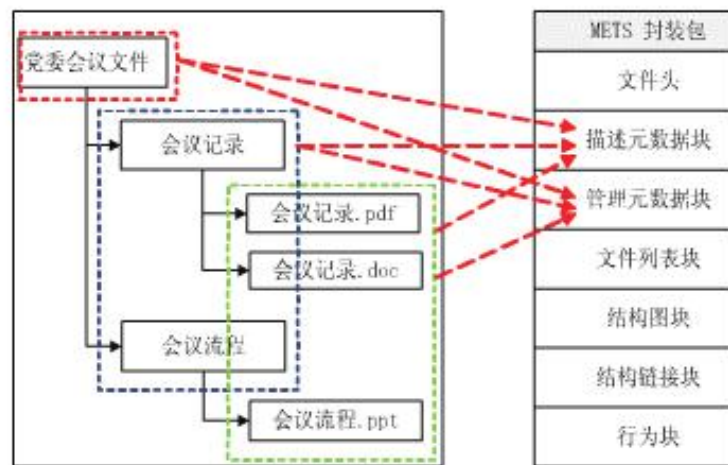 党委会议文件
会议记录
会议记录.pdf
会议记录.doc
会议流程
会议流程.ppt
METS 封装包
文件头
描述元数据块
管理元数据块
文件列表块
结构图块
结构链接块
行为块